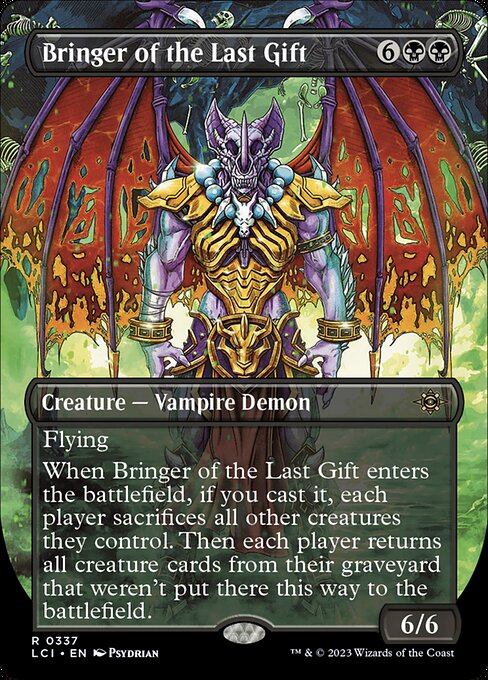 Bringer of the Last Gift 6
Creature — Vampire Demon
Flying
When Bringer of the Last Gift enters
the battlefield, if you cast it, each
player sacrifices all other creatures
they control. Then each player returns
all creature cards from their graveyard
that weren't put there this way to the
battlefield.
6/6
R 0337
LCI • EN Psydrian
™ & © 2023 Wizards of the Coast